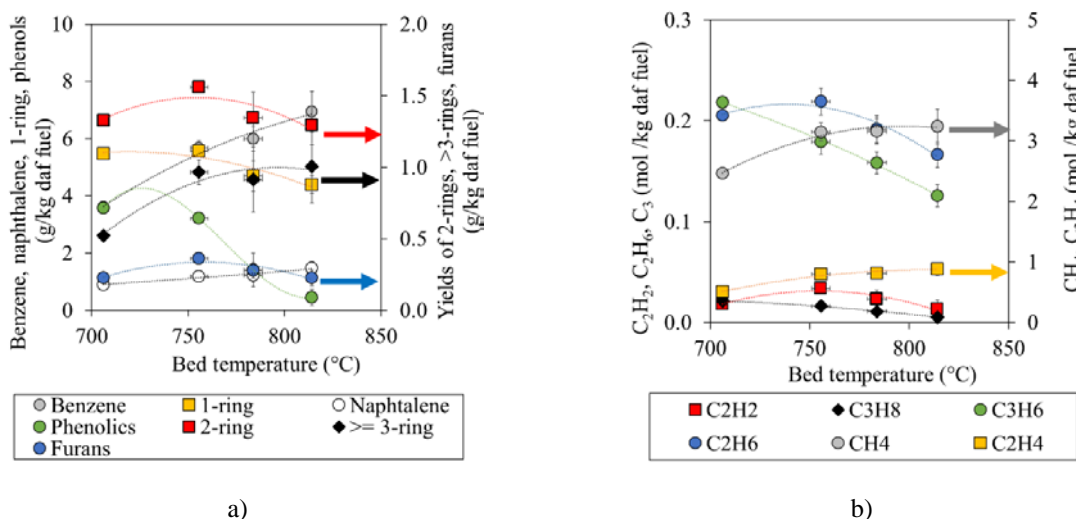 Benzene, naphthalene, 1-ring, phenols
(g/kg daf fuel)
10
8
6
4
2
0
2.0
1.5
1.0
0.5
0.0
Yields of 2-rings, >3-rings, furans
(g/kg daf fuel)
700 750 800 850
Bed temperature (°C)
Benzene 1-ring Naphtalene
Phenolics 2-ring >= 3-ring
Furans
a)
C2H2, C2H6, C3 (mol /kg daf fuel)
0.3
0.2
0.1
0.0
5
4
3
2
1
0
(mol /kg daf fuel)
700 750 800 850
Bed temperature (°C)
C2H2 C3H8 C3H6
C2H6 CH4 C2H4
b)